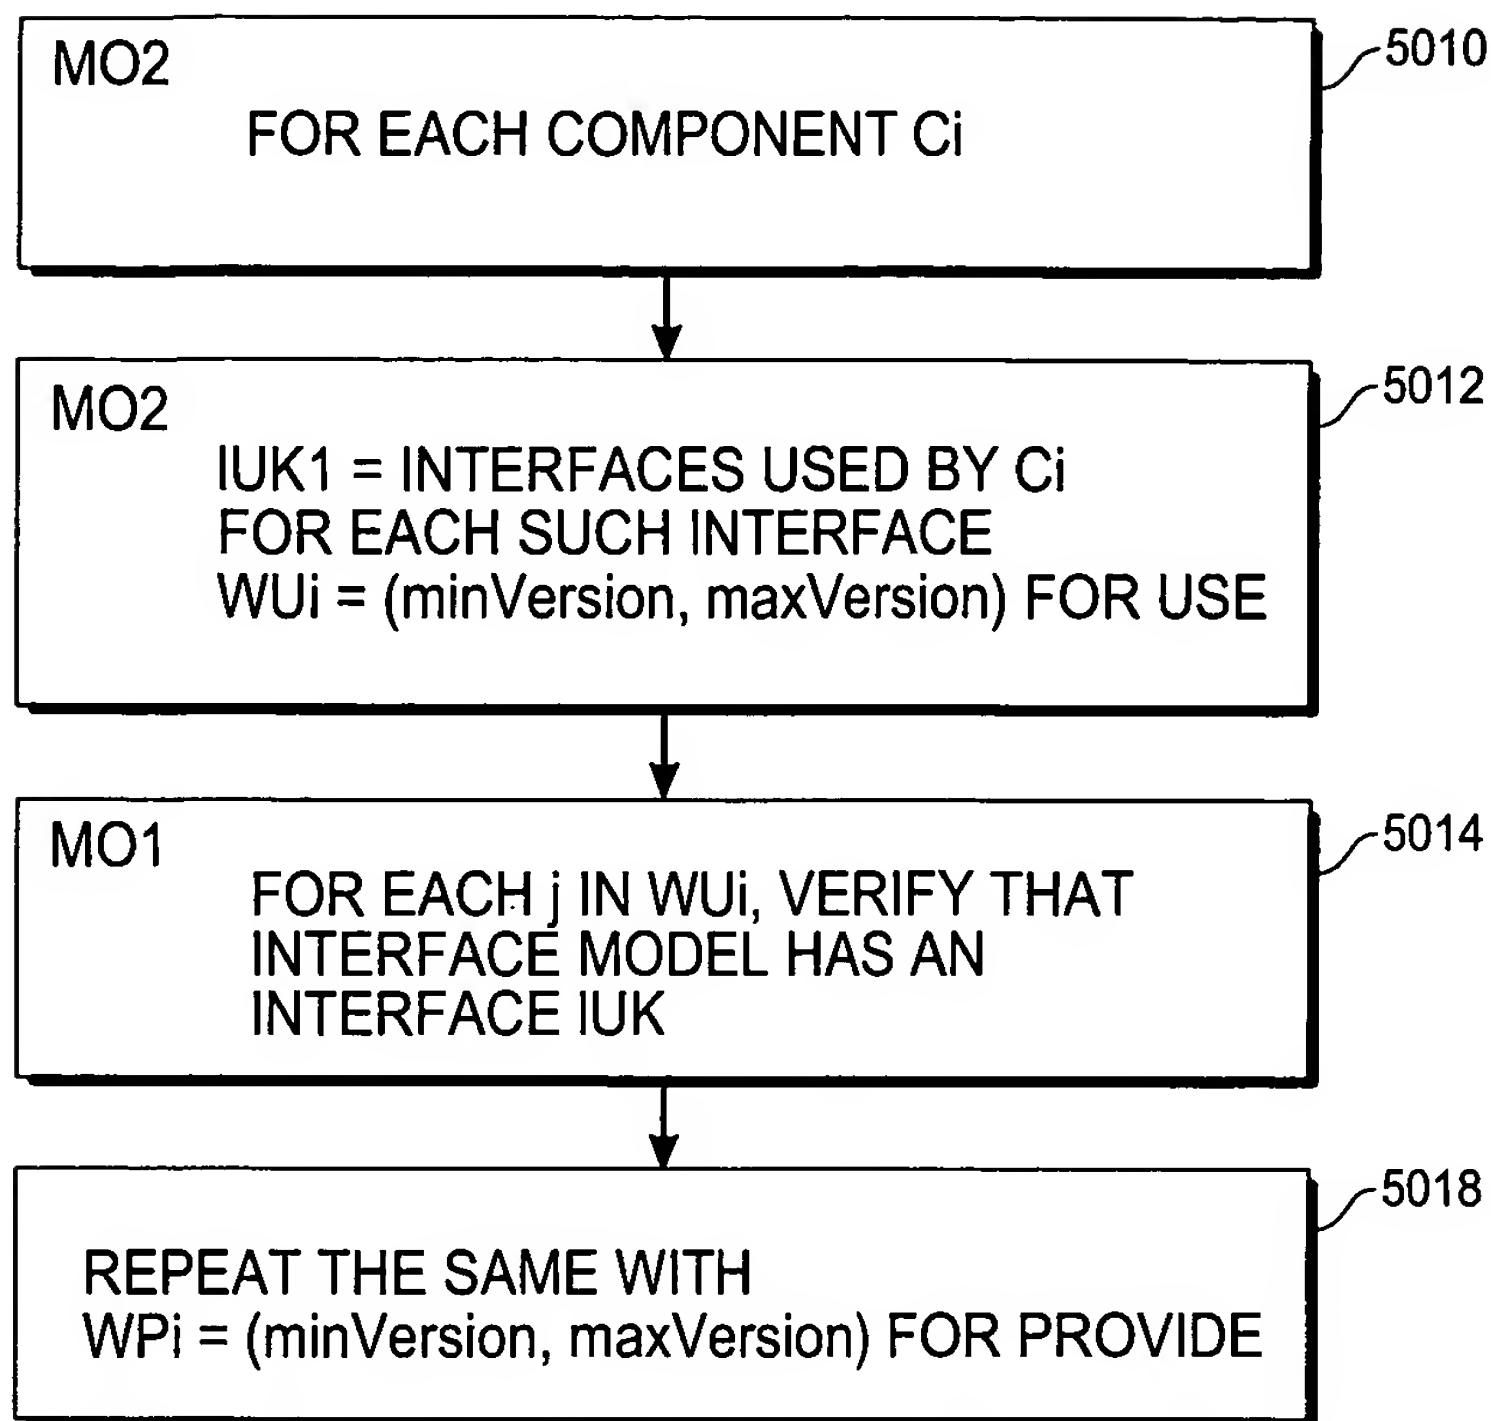 MO2
5010
FOR EACH COMPONENT Ci
MO2
5012
IUK1 = INTERFACES USED BY Ci
FOR EACH SUCH INTERFACE
WUi = (minVersion, maxVersion) FOR USE
MO1
5014
FOR EACH j IN WUi, VERIFY THAT
INTERFACE MODEL HAS AN
INTERFACE IUK
5018
REPEAT THE SAME WITH
WPi = (minVersion, maxVersion) FOR PROVIDE